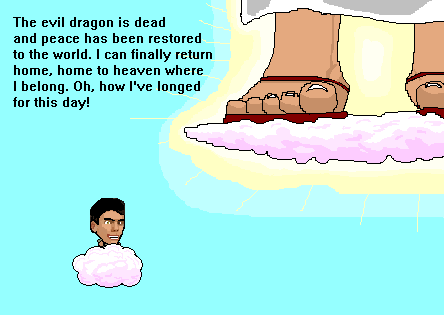 The evil dragon is dead
and peace has been restored
to the world. I can finally return
home, home to heaven where
I belong. Oh, how I've longed
for this day!